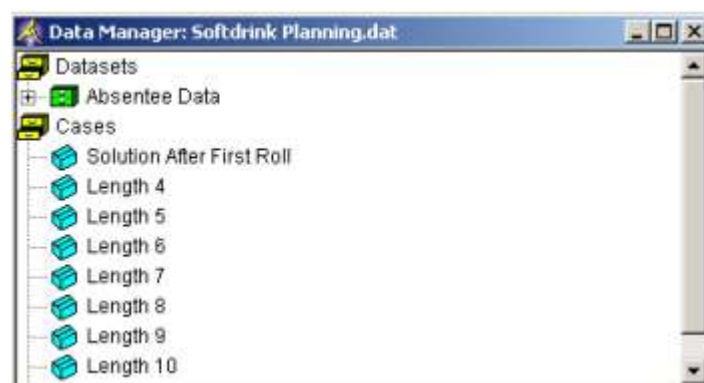 Data Manager: Softdrink Planning.dat
Datasets
Absentee Data
Cases
Solution After First Roll
Length 4
Length 5
Length 6
Length 7
Length 8
Length 9
Length 10